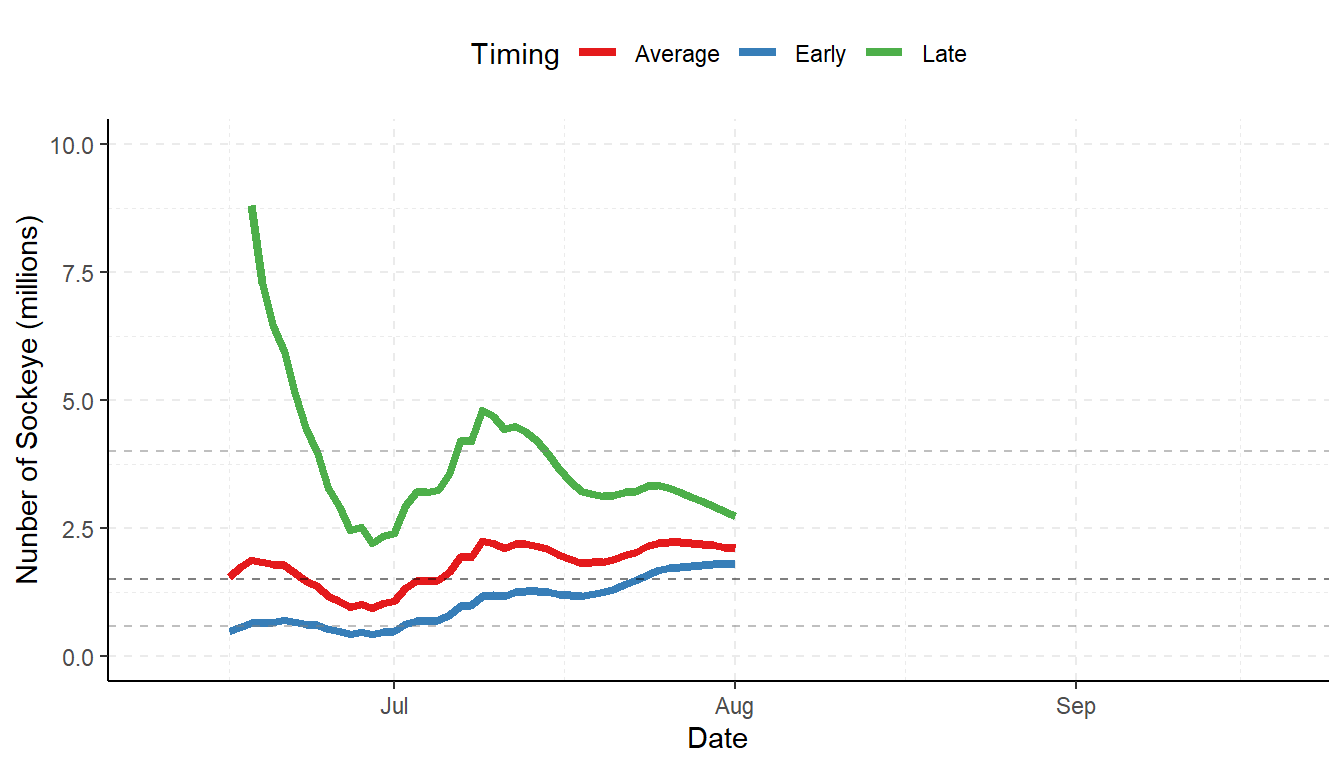 Timing Average Early Late
10.0
7.5
5.0
2.5
0.0
Nunber of Sockeye (millions)
Jul Aug Sep
Date